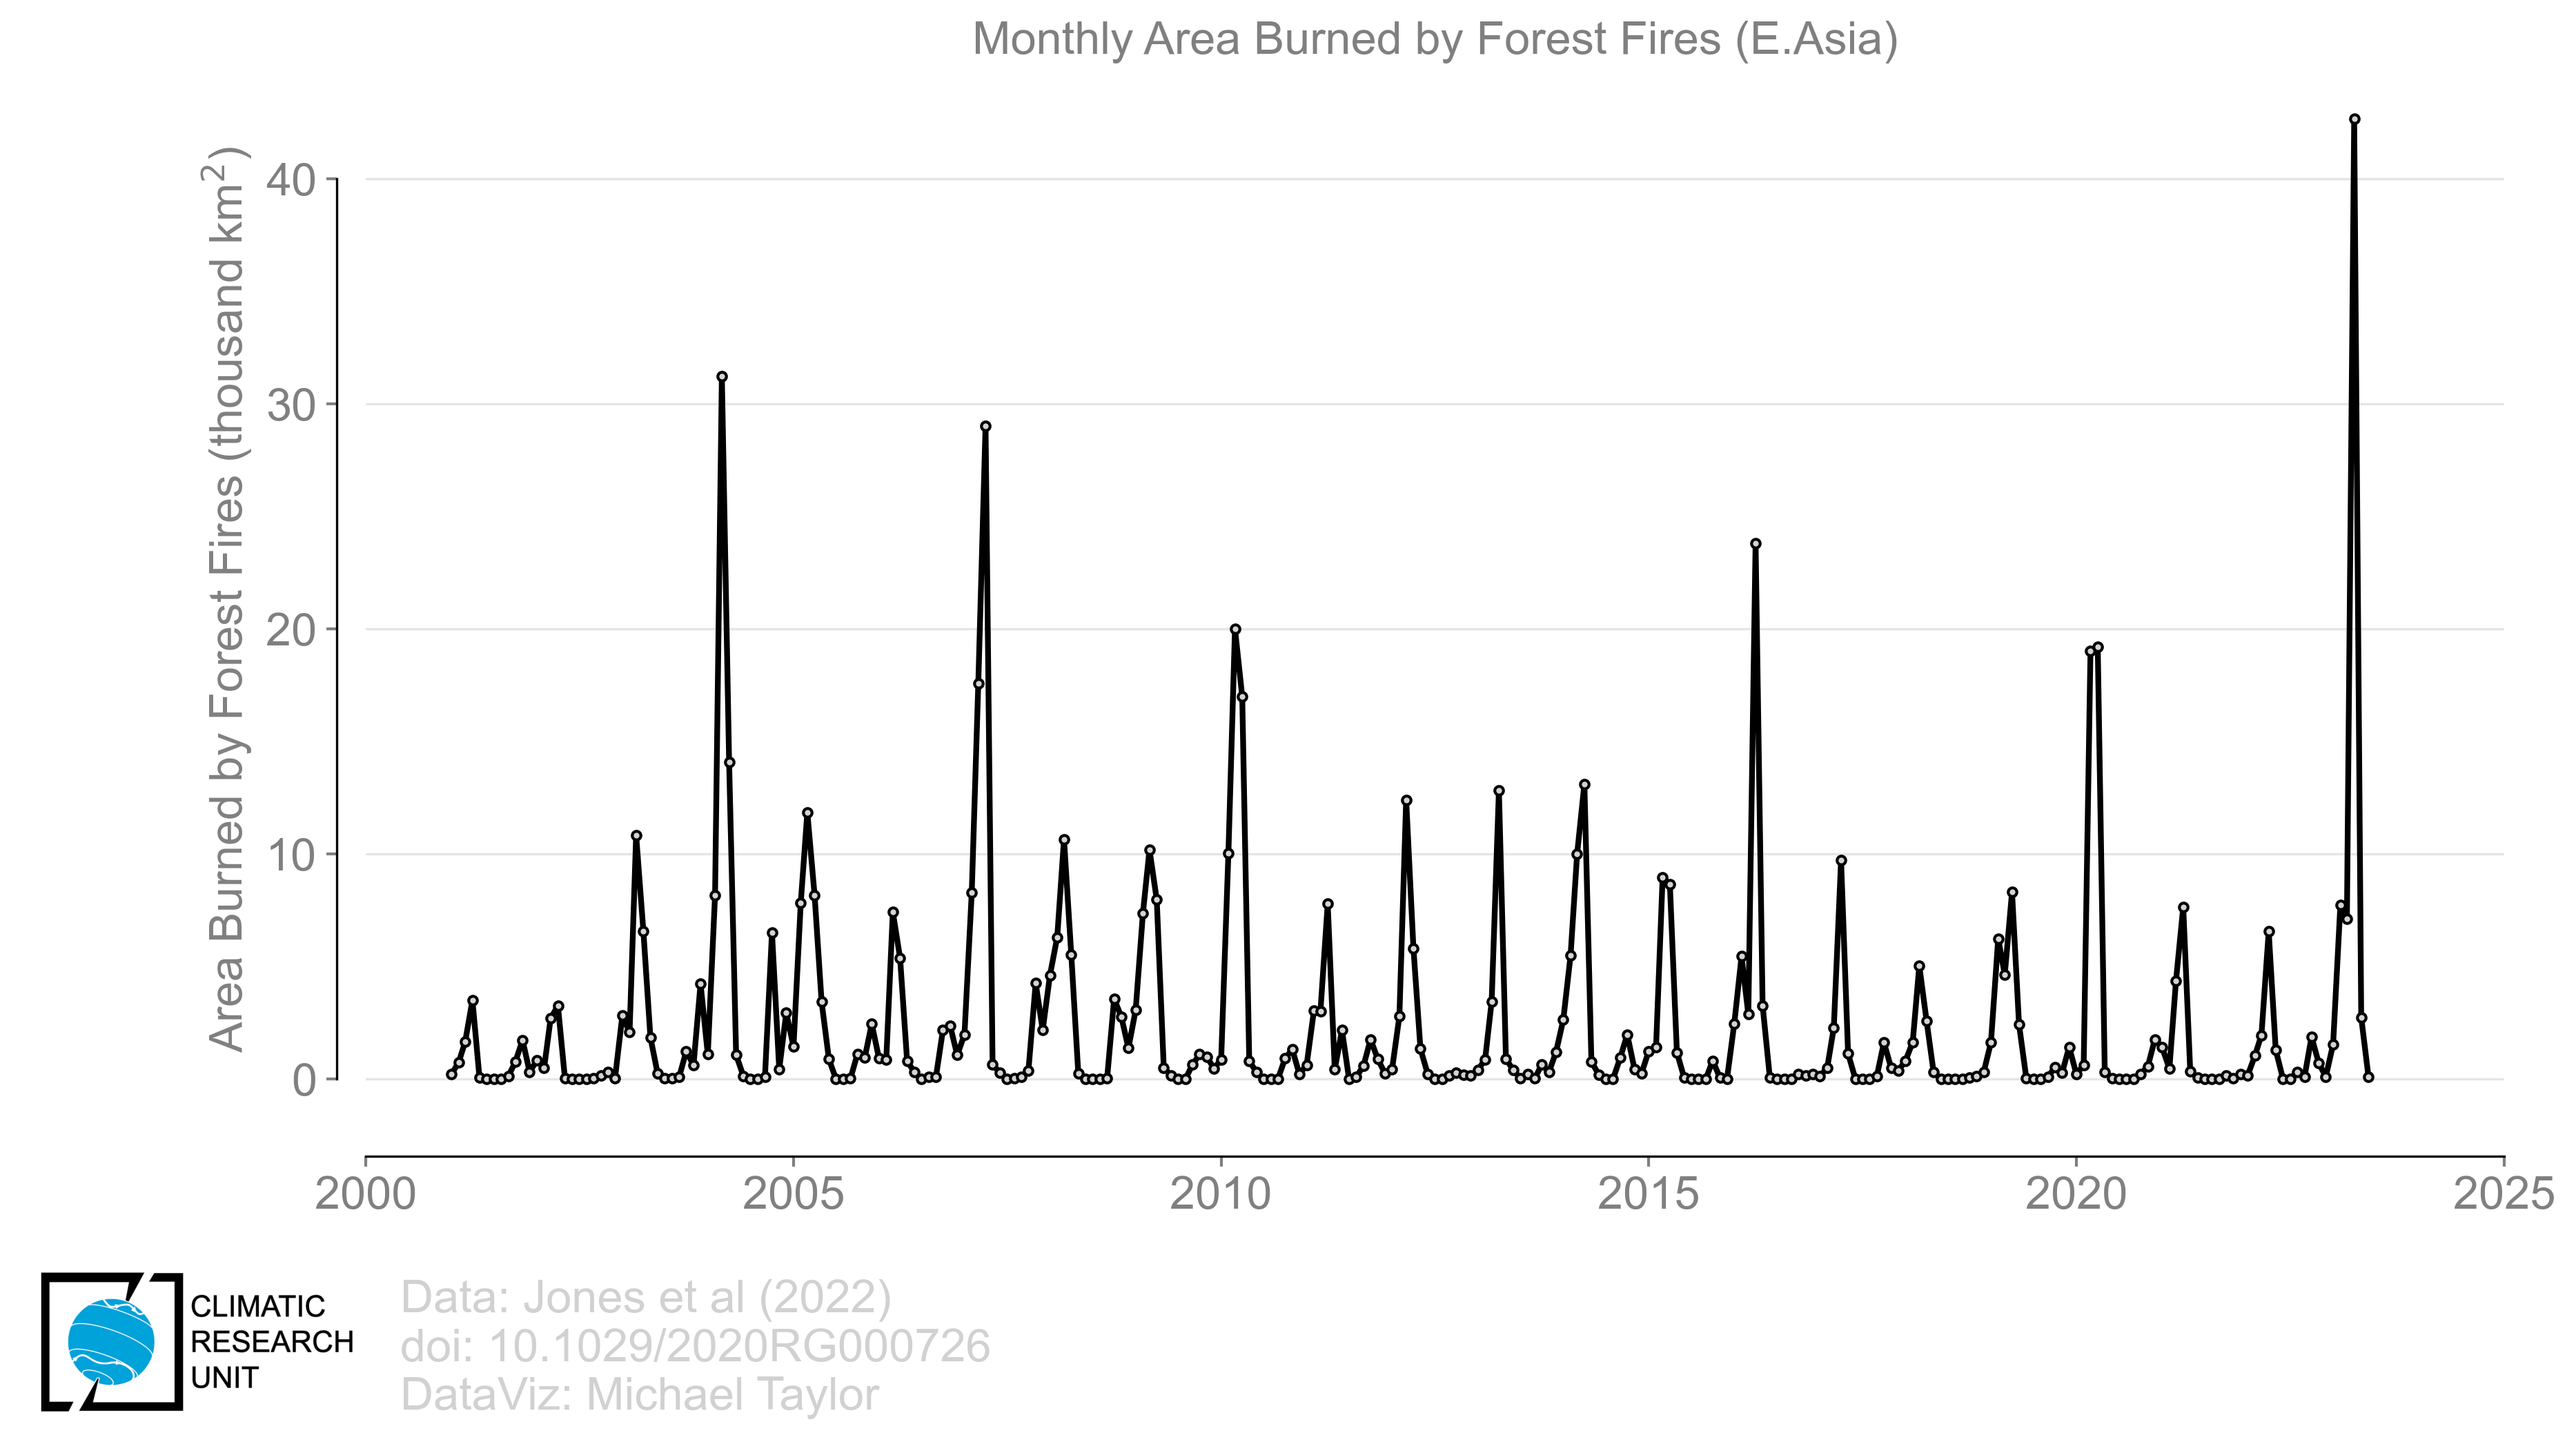 Monthly Area Burned by Forest Fires (E.Asia)
Area Burned by Forest Fires (thousand km²)
40
30
20
10
0
2000
2005
2010
2015
2020
2025
CLIMATIC
RESEARCH
UNIT
Data: Jones et al (2022)
doi: 10.1029/2020RG000726
DataViz: Michael Taylor